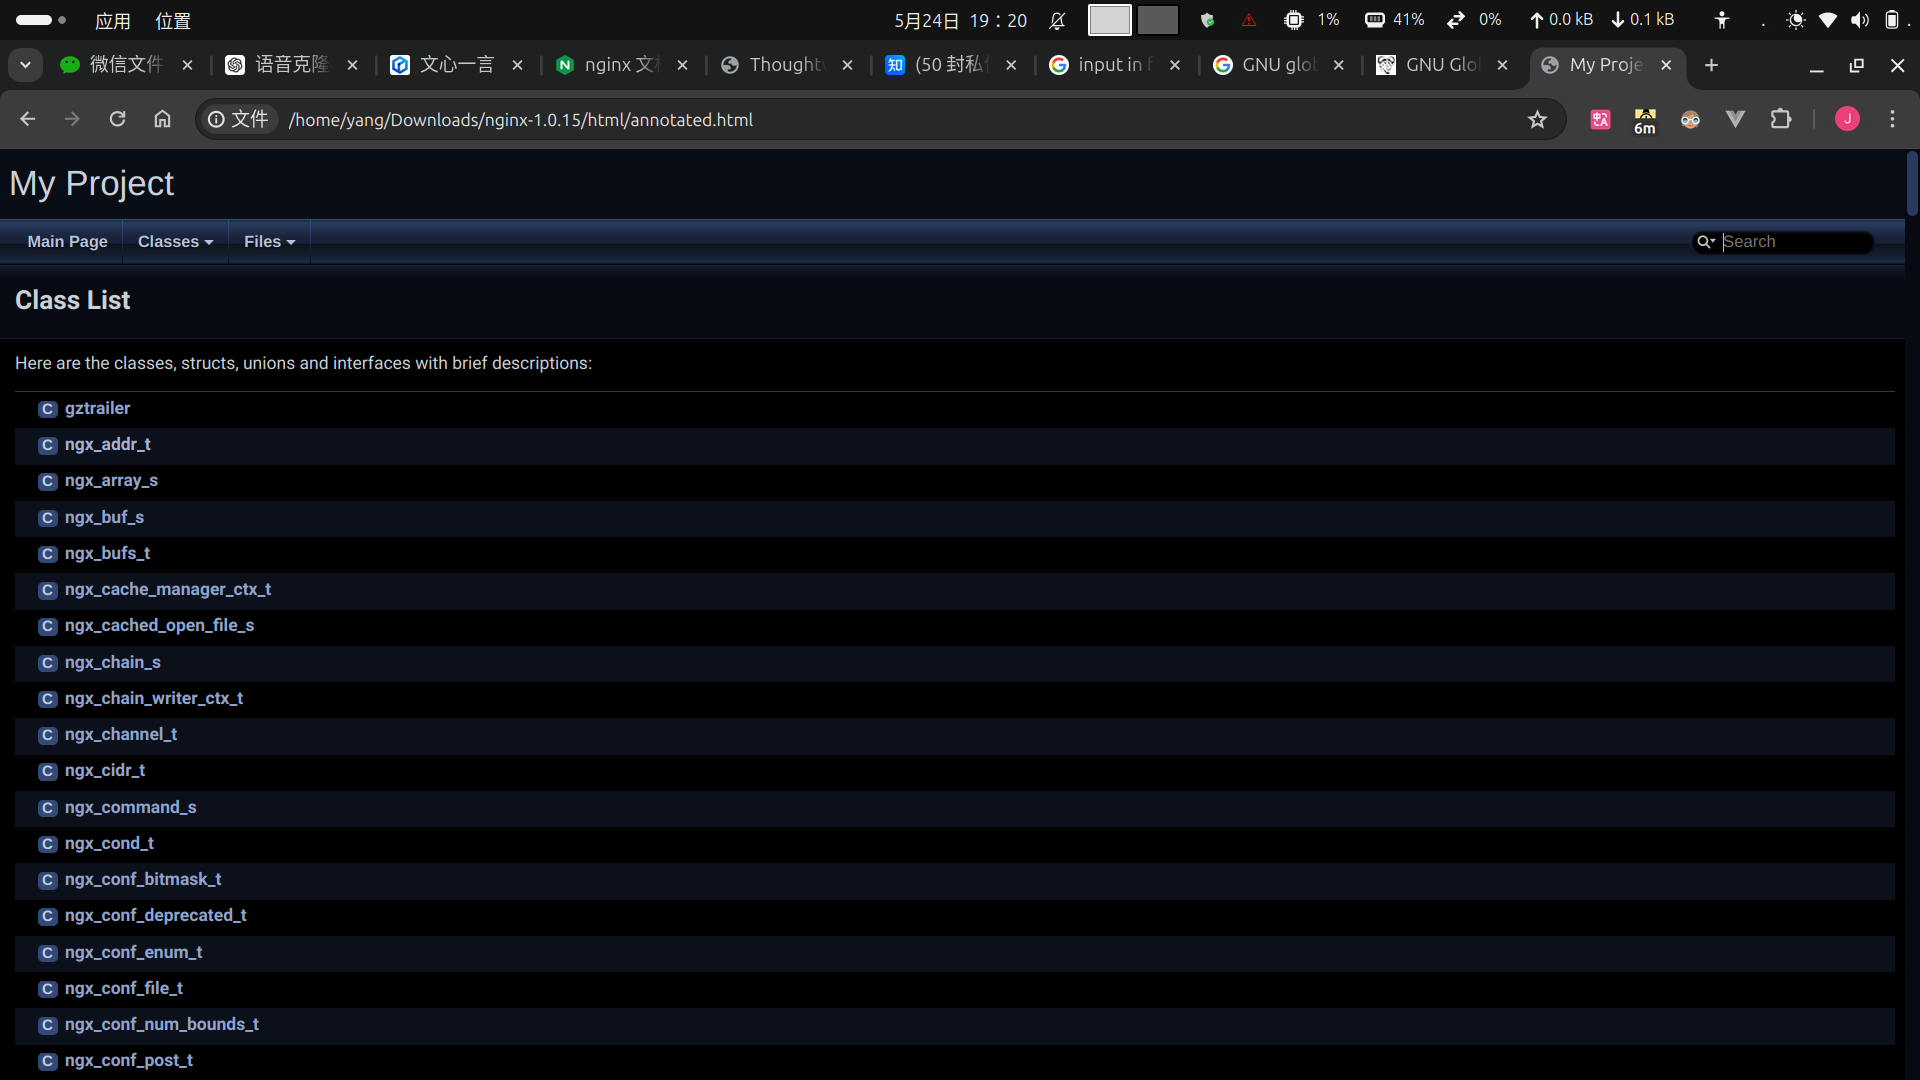 应用 位置 5月24日 19：20 1% 41% 0% 0.0 kB 0.1 kB
微信文件 语音克隆 文心一言 nginx 文 Thought (50 封私 input in f GNU glo GNU Glo My Proje
文件 /home/yang/Downloads/nginx-1.0.15/html/annotated.html 6m J
My Project
Main Page Classes Files Search
Class List
Here are the classes, structs, unions and interfaces with brief descriptions:
C gztrailer
C ngx_addr_t
C ngx_array_s
C ngx_buf_s
C ngx_bufs_t
C ngx_cache_manager_ctx_t
C ngx_cached_open_file_s
C ngx_chain_s
C ngx_chain_writer_ctx_t
C ngx_channel_t
C ngx_cidr_t
C ngx_command_s
C ngx_cond_t
C ngx_conf_bitmask_t
C ngx_conf_deprecated_t
C ngx_conf_enum_t
C ngx_conf_file_t
C ngx_conf_num_bounds_t
C ngx_conf_post_t